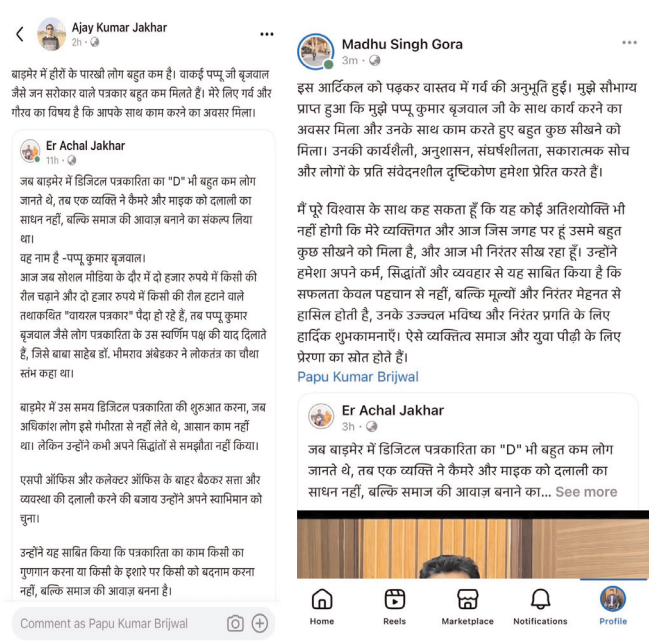 Ajay Kumar Jakhar
2h
बाड़मेर में हीरों के पारखी लोग बहुत कम है। वाकई पप्पू जी बृजवाल
जैसे जन सरोकार वाले पत्रकार बहुत कम मिलते हैं। मेरे लिए गर्व और
गौरव का विषय है कि आपके साथ काम करने का अवसर मिला।
Er Achal Jakhar
11h
जब बाड़मेर में डिजिटल पत्रकारिता का "D" भी बहुत कम लोग
जानते थे, तब एक व्यक्ति ने कैमरे और माइक को दलाली का
साधन नहीं, बल्कि समाज की आवाज़ बनाने का संकल्प लिया
था।
वह नाम है -पप्पू कुमार बृजवाल।
आज जब सोशल मीडिया के दौर में दो हजार रुपये में किसी की
रील चढ़ाने और दो हजार रुपये में किसी की रील हटाने वाले
तथाकथित "वायरल पत्रकार" पैदा हो रहे हैं, तब पप्पू कुमार
बृजवाल जैसे लोग पत्रकारिता के उस स्वर्णिम पक्ष की याद दिलाते
हैं, जिसे बाबा साहेब डॉ. भीमराव अंबेडकर ने लोकतंत्र का चौथा
स्तंभ कहा था।
बाड़मेर में उस समय डिजिटल पत्रकारिता की शुरुआत करना, जब
अधिकांश लोग इसे गंभीरता से नहीं लेते थे, आसान काम नहीं
था। लेकिन उन्होंने कभी अपने सिद्धांतों से समझौता नहीं किया।
एसपी ऑफिस और कलेक्टर ऑफिस के बाहर बैठकर सत्ता और
व्यवस्था की दलाली करने की बजाय उन्होंने अपने स्वाभिमान को
चुना।
उन्होंने यह साबित किया कि पत्रकारिता का काम किसी का
गुणगान करना या किसी के इशारे पर किसी को बदनाम करना
नहीं, बल्कि समाज की आवाज़ बनना है।
Comment as Papu Kumar Brijwal
Madhu Singh Gora
3m
इस आर्टिकल को पढ़कर वास्तव में गर्व की अनुभूति हुई। मुझे सौभाग्य
प्राप्त हुआ कि मुझे पप्पू कुमार बृजवाल जी के साथ कार्य करने का
अवसर मिला और उनके साथ काम करते हुए बहुत कुछ सीखने को
मिला। उनकी कार्यशैली, अनुशासन, संघर्षशीलता, सकारात्मक सोच
और लोगों के प्रति संवेदनशील दृष्टिकोण हमेशा प्रेरित करते हैं।
मैं पूरे विश्वास के साथ कह सकता हूँ कि यह कोई अतिशयोक्ति भी
नहीं होगी कि मेरे व्यक्तिगत और आज जिस जगह पर हूं उसमे बहुत
कुछ सीखने को मिला है, और आज भी निरंतर सीख रहा हूँ। उन्होंने
हमेशा अपने कर्म, सिद्धांतों और व्यवहार से यह साबित किया है कि
सफलता केवल पहचान से नहीं, बल्कि मूल्यों और निरंतर मेहनत से
हासिल होती है, उनके उज्ज्वल भविष्य और निरंतर प्रगति के लिए
हार्दिक शुभकामनाएँ। ऐसे व्यक्तित्व समाज और युवा पीढ़ी के लिए
प्रेरणा का स्रोत होते हैं।
Papu Kumar Brijwal
Er Achal Jakhar
3h
जब बाड़मेर में डिजिटल पत्रकारिता का "D" भी बहुत कम लोग
जानते थे, तब एक व्यक्ति ने कैमरे और माइक को दलाली का
साधन नहीं, बल्कि समाज की आवाज़ बनाने का... See more
Home Reels Marketplace Notifications Profile